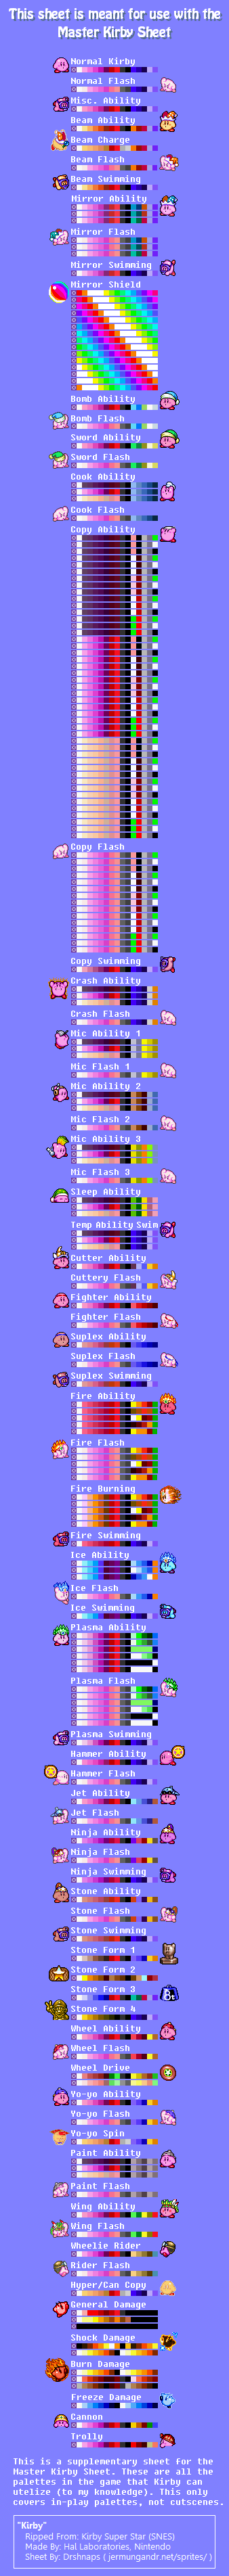 This sheet is meant for use with the
Master Kirby Sheet
Normal Kirby
Normal Flash
Misc. Ability
Beam Ability
Beam Charge
Beam Flash
Beam Swimming
Mirror Ability
Mirror Flash
Mirror Swimming
Mirror Shield
Bomb Ability
Bomb Flash
Sword Ability
Sword Flash
Cook Ability
Cook Flash
Copy Ability
Copy Flash
Copy Swimming
Crash Ability
Crash Flash
Mic Ability 1
Mic Flash 1
Mic Ability 2
Mic Flash 2
Mic Ability 3
Mic Flash 3
Sleep Ability
Temp Ability Swim
Cutter Ability
Cuttery Flash
Fighter Ability
Fighter Flash
Suplex Ability
Suplex Flash
Suplex Swimming
Fire Ability
Fire Flash
Fire Burning
Fire Swimming
Ice Ability
Ice Flash
Ice Swimming
Plasma Ability
Plasma Flash
Plasma Swimming
Hammer Ability
Hammer Flash
Jet Ability
Jet Flash
Ninja Ability
Ninja Flash
Ninja Swimming
Stone Ability
Stone Flash
Stone Swimming
Stone Form 1
Stone Form 2
Stone Form 3
Stone Form 4
Wheel Ability
Wheel Flash
Wheel Drive
Yo-yo Ability
Yo-yo Flash
Yo-yo Spin
Paint Ability
Paint Flash
Wing Ability
Wing Flash
Wheelie Rider
Rider Flash
Hyper/Can Copy
General Damage
Shock Damage
Burn Damage
Freeze Damage
Cannon
Trolly
This is a supplementary sheet for the
Master Kirby Sheet. These are all the
palettes in the game that Kirby can
utelize (to my knowledge). This only
covers in-play palettes, not cutscenes.
"Kirby"
Ripped From: Kirby Super Star (SNES)
Made By: Hal Laboratories, Nintendo
Sheet By: Drshnaps ( jermungandr.net/sprites/ )